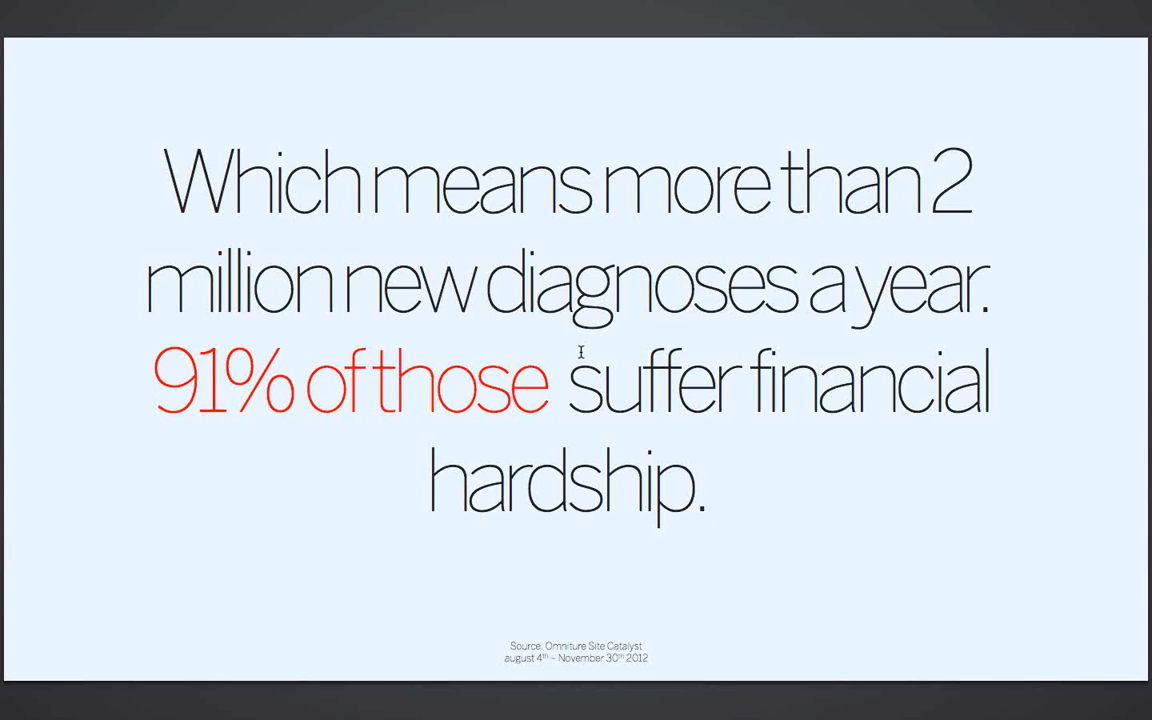 Which means more than 2
million new diagnoses a year.
91% of those suffer financial
hardship.
Source: Omniture Site Catalyst
august 4th – November 30th 2012